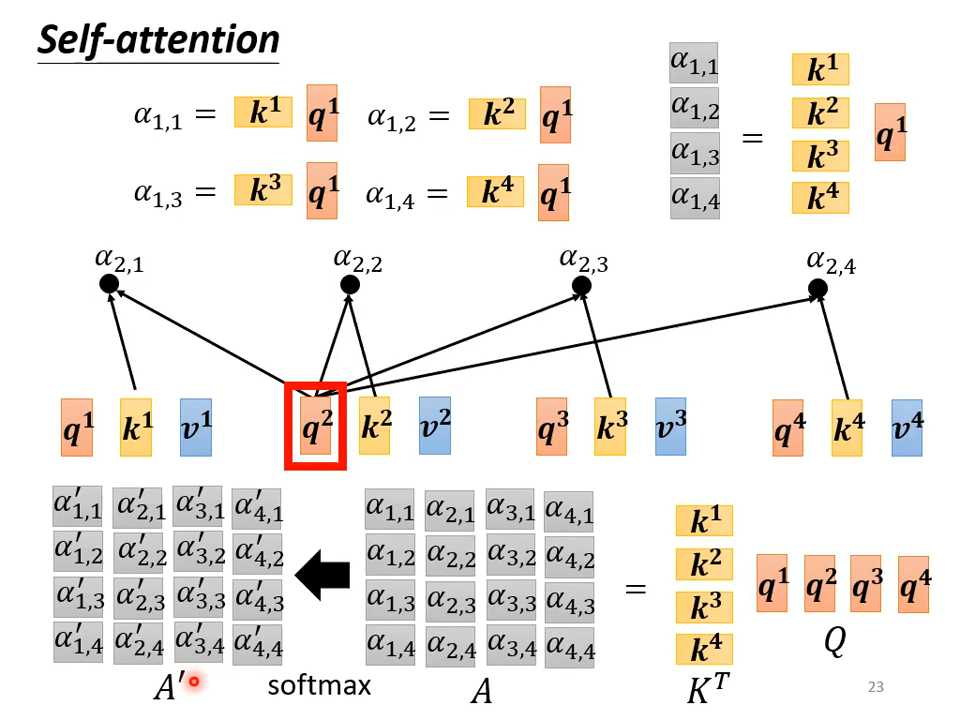 Self-attention
α₁,₁ = k¹ q¹ α₁,₂ = k² q¹
α₁,₃ = k³ q¹ α₁,₄ = k⁴ q¹
α₁,₁ k¹
α₁,₂ k²
= q¹
α₁,₃ k³
α₁,₄ k⁴
α₂,₁ α₂,₂ α₂,₃ α₂,₄
q¹ k¹ v¹ q² k² v² q³ k³ v³ q⁴ k⁴ v⁴
α′₁,₁ α′₂,₁ α′₃,₁ α′₄,₁ α₁,₁ α₂,₁ α₃,₁ α₄,₁ k¹
α′₁,₂ α′₂,₂ α′₃,₂ α′₄,₂ α₁,₂ α₂,₂ α₃,₂ α₄,₂ k²
= q¹ q² q³ q⁴
α′₁,₃ α′₂,₃ α′₃,₃ α′₄,₃ α₁,₃ α₂,₃ α₃,₃ α₄,₃ k³
α′₁,₄ α′₂,₄ α′₃,₄ α′₄,₄ α₁,₄ α₂,₄ α₃,₄ α₄,₄ k⁴ Q
A′ softmax A Kᵀ 23